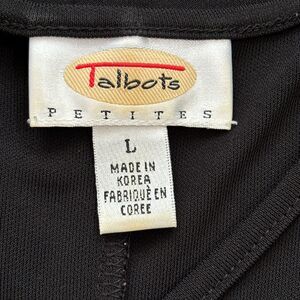 Talbots
PETITES
L
MADE IN
KOREA
FABRIQUÈ EN
COREE